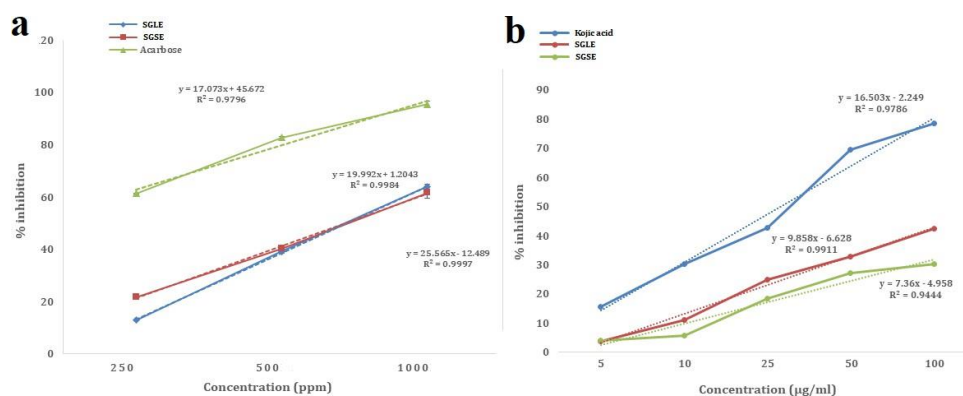 a
SGLE
SGSE
Acarbose
20
100
80
60
40
20
0
% inhibition
y = 17.073x + 45.672
R² = 0.9796
y = 19.992x + 1.2043
R² = 0.9984
y = 25.565x - 12.489
R² = 0.9997
250
500
1000
Concentration (ppm)
b
Kojic acid
SGLE
SGSE
90
80
70
60
50
40
30
20
10
0
% inhibition
y = 16.503x - 2.249
R² = 0.9786
y = 9.858x - 6.628
R² = 0.9911
y = 7.36x - 4.958
R² = 0.9444
5
10
25
50
100
Concentration (µg/ml)